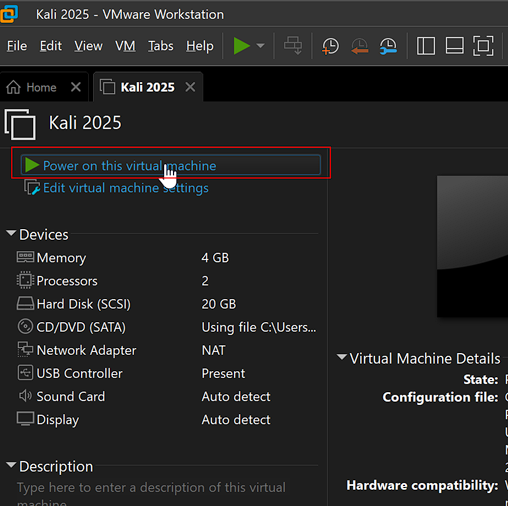 Kali 2025 - VMware Workstation
File Edit View VM Tabs Help
Home Kali 2025
Kali 2025
Power on this virtual machine
Edit virtual machine settings
Devices
Memory 4 GB
Processors 2
Hard Disk (SCSI) 20 GB
CD/DVD (SATA) Using file C:\Users...
Network Adapter NAT
USB Controller Present
Sound Card Auto detect
Display Auto detect
Description
Type here to enter a description of this virtual
machine.
Virtual Machine Details
State:
Configuration file:
Hardware compatibility: